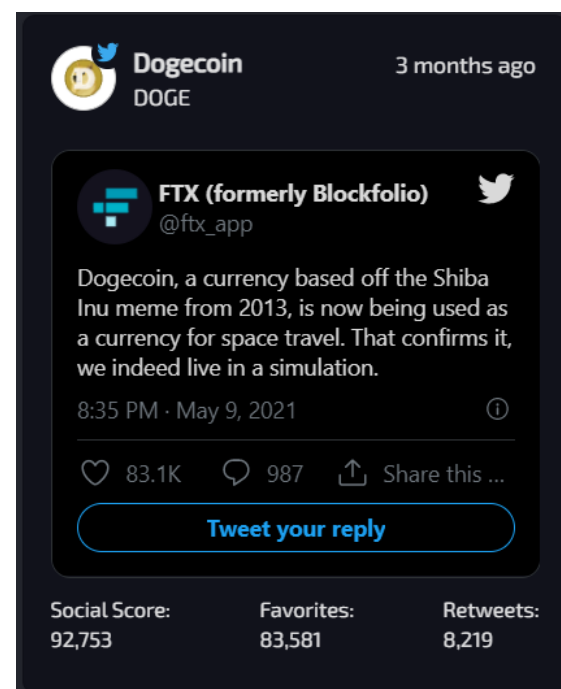 Dogecoin
DOGE
3 months ago
FTX (formerly Blockfolio)
@ftx_app
Dogecoin, a currency based off the Shiba
Inu meme from 2013, is now being used as
a currency for space travel. That confirms it,
we indeed live in a simulation.
8:35 PM · May 9, 2021
83.1K 987 Share this ...
Tweet your reply
Social Score: Favorites: Retweets:
92,753 83,581 8,219